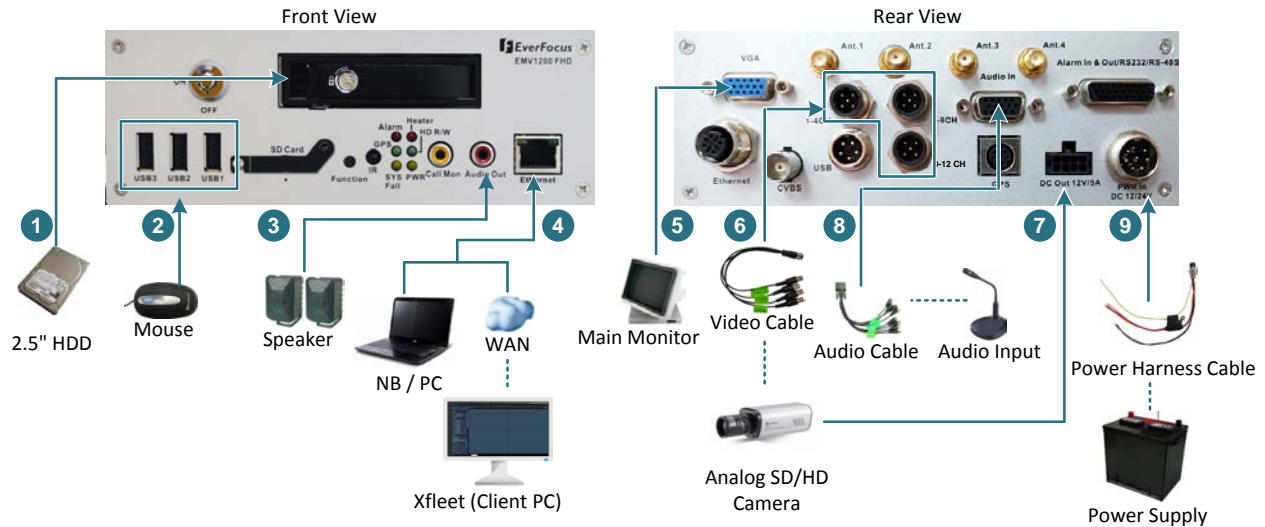 Front View
EverFocus
EMV1200 FHD
ON
OFF
Heater
Alarm
HD R/W
GPS
SD Card
IR
SYS
Fail
PWR
Call Mon
Audio Out
Ethernet
USB3
USB2
USB1
Function
1
2
3
4
2.5" HDD
Mouse
Speaker
NB / PC
WAN
Xfleet (Client PC)
Rear View
Ant.1
Ant.2
Ant.3
Ant.4
VGA
Audio In
Alarm In & Out/RS232/RS-485
USB
Ethernet
CVBS
GPS
DC Out 12V/5A
PWR In
DC 12/24V
5
6
8
7
9
Main Monitor
Video Cable
Audio Cable
Audio Input
Power Harness Cable
Analog SD/HD
Camera
Power Supply